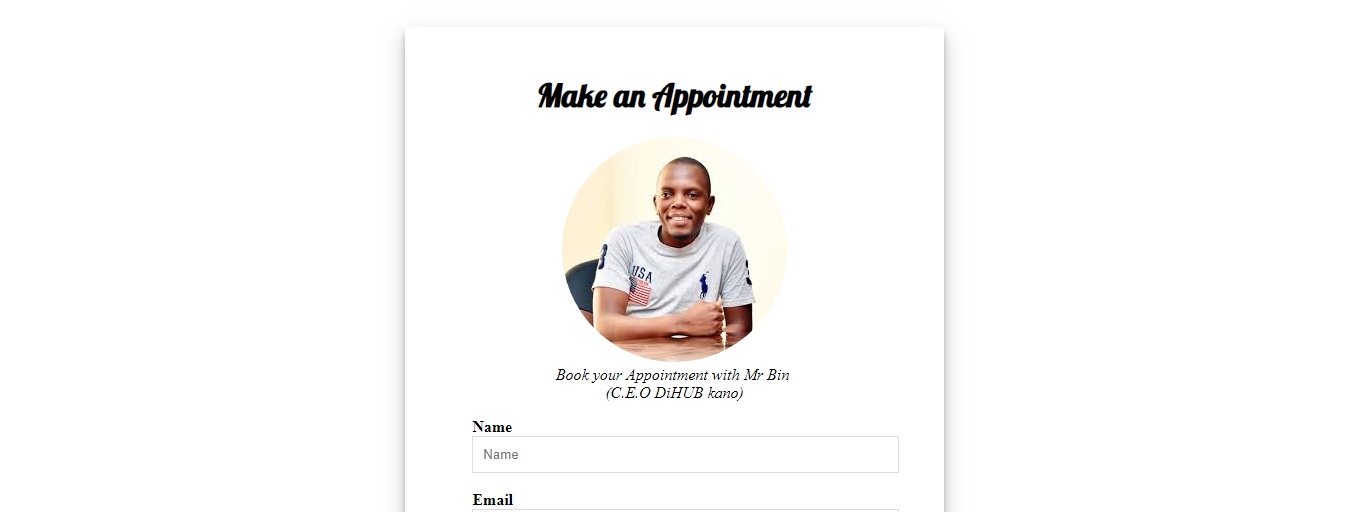 Make an Appointment
USA
Book your Appointment with Mr Bin
(C.E.O DiHUB kano)
Name
Name
Email